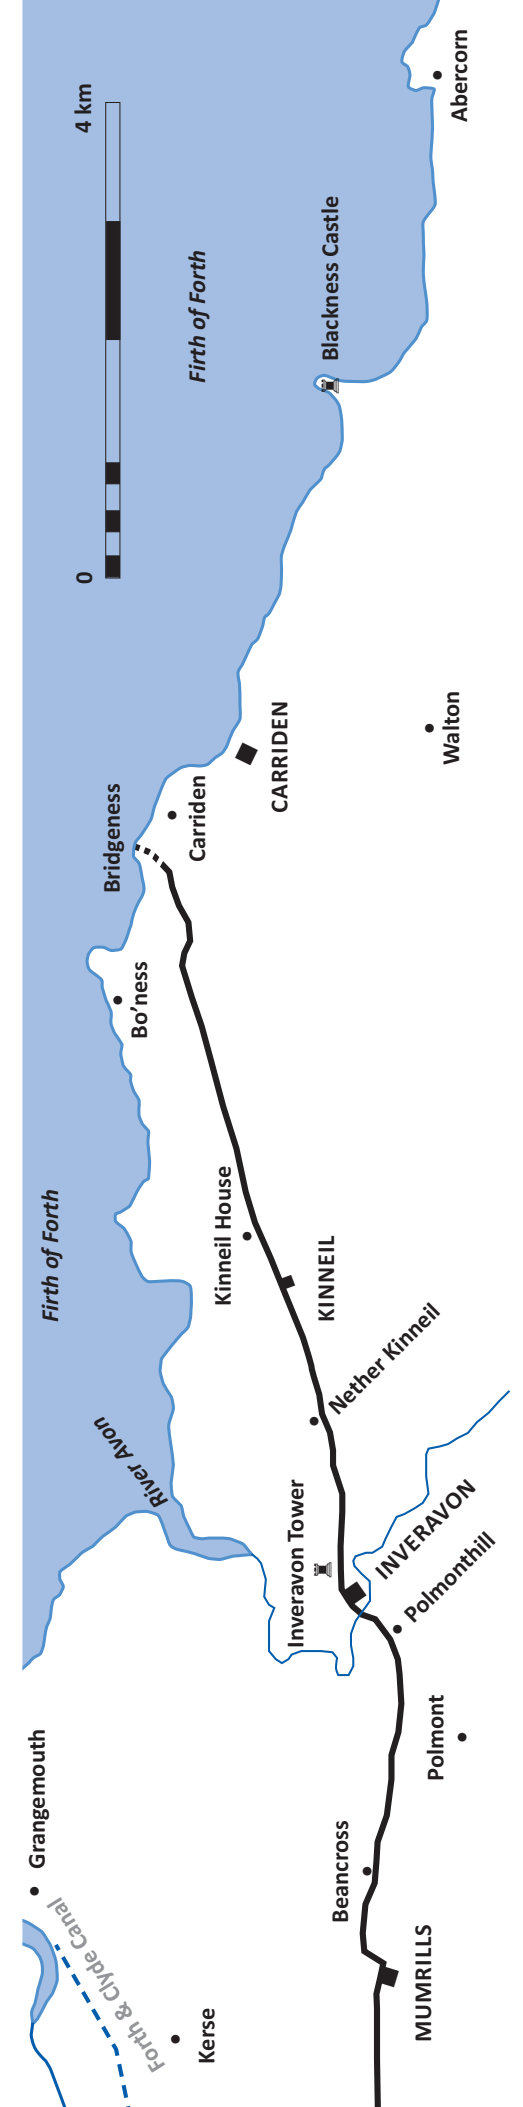 Firth of Forth
Firth of Forth
0
4 km
River Avon
Grangemouth
Forth & Clyde Canal
Kerse
MUMRILLS
Beancross
Polmont
Polmonthill
INVERAVON
Inveravon Tower
Nether Kinneil
KINNEIL
Kinneil House
Bo’ness
Bridgeness
Carriden
CARRIDEN
Walton
Blackness Castle
Abercorn